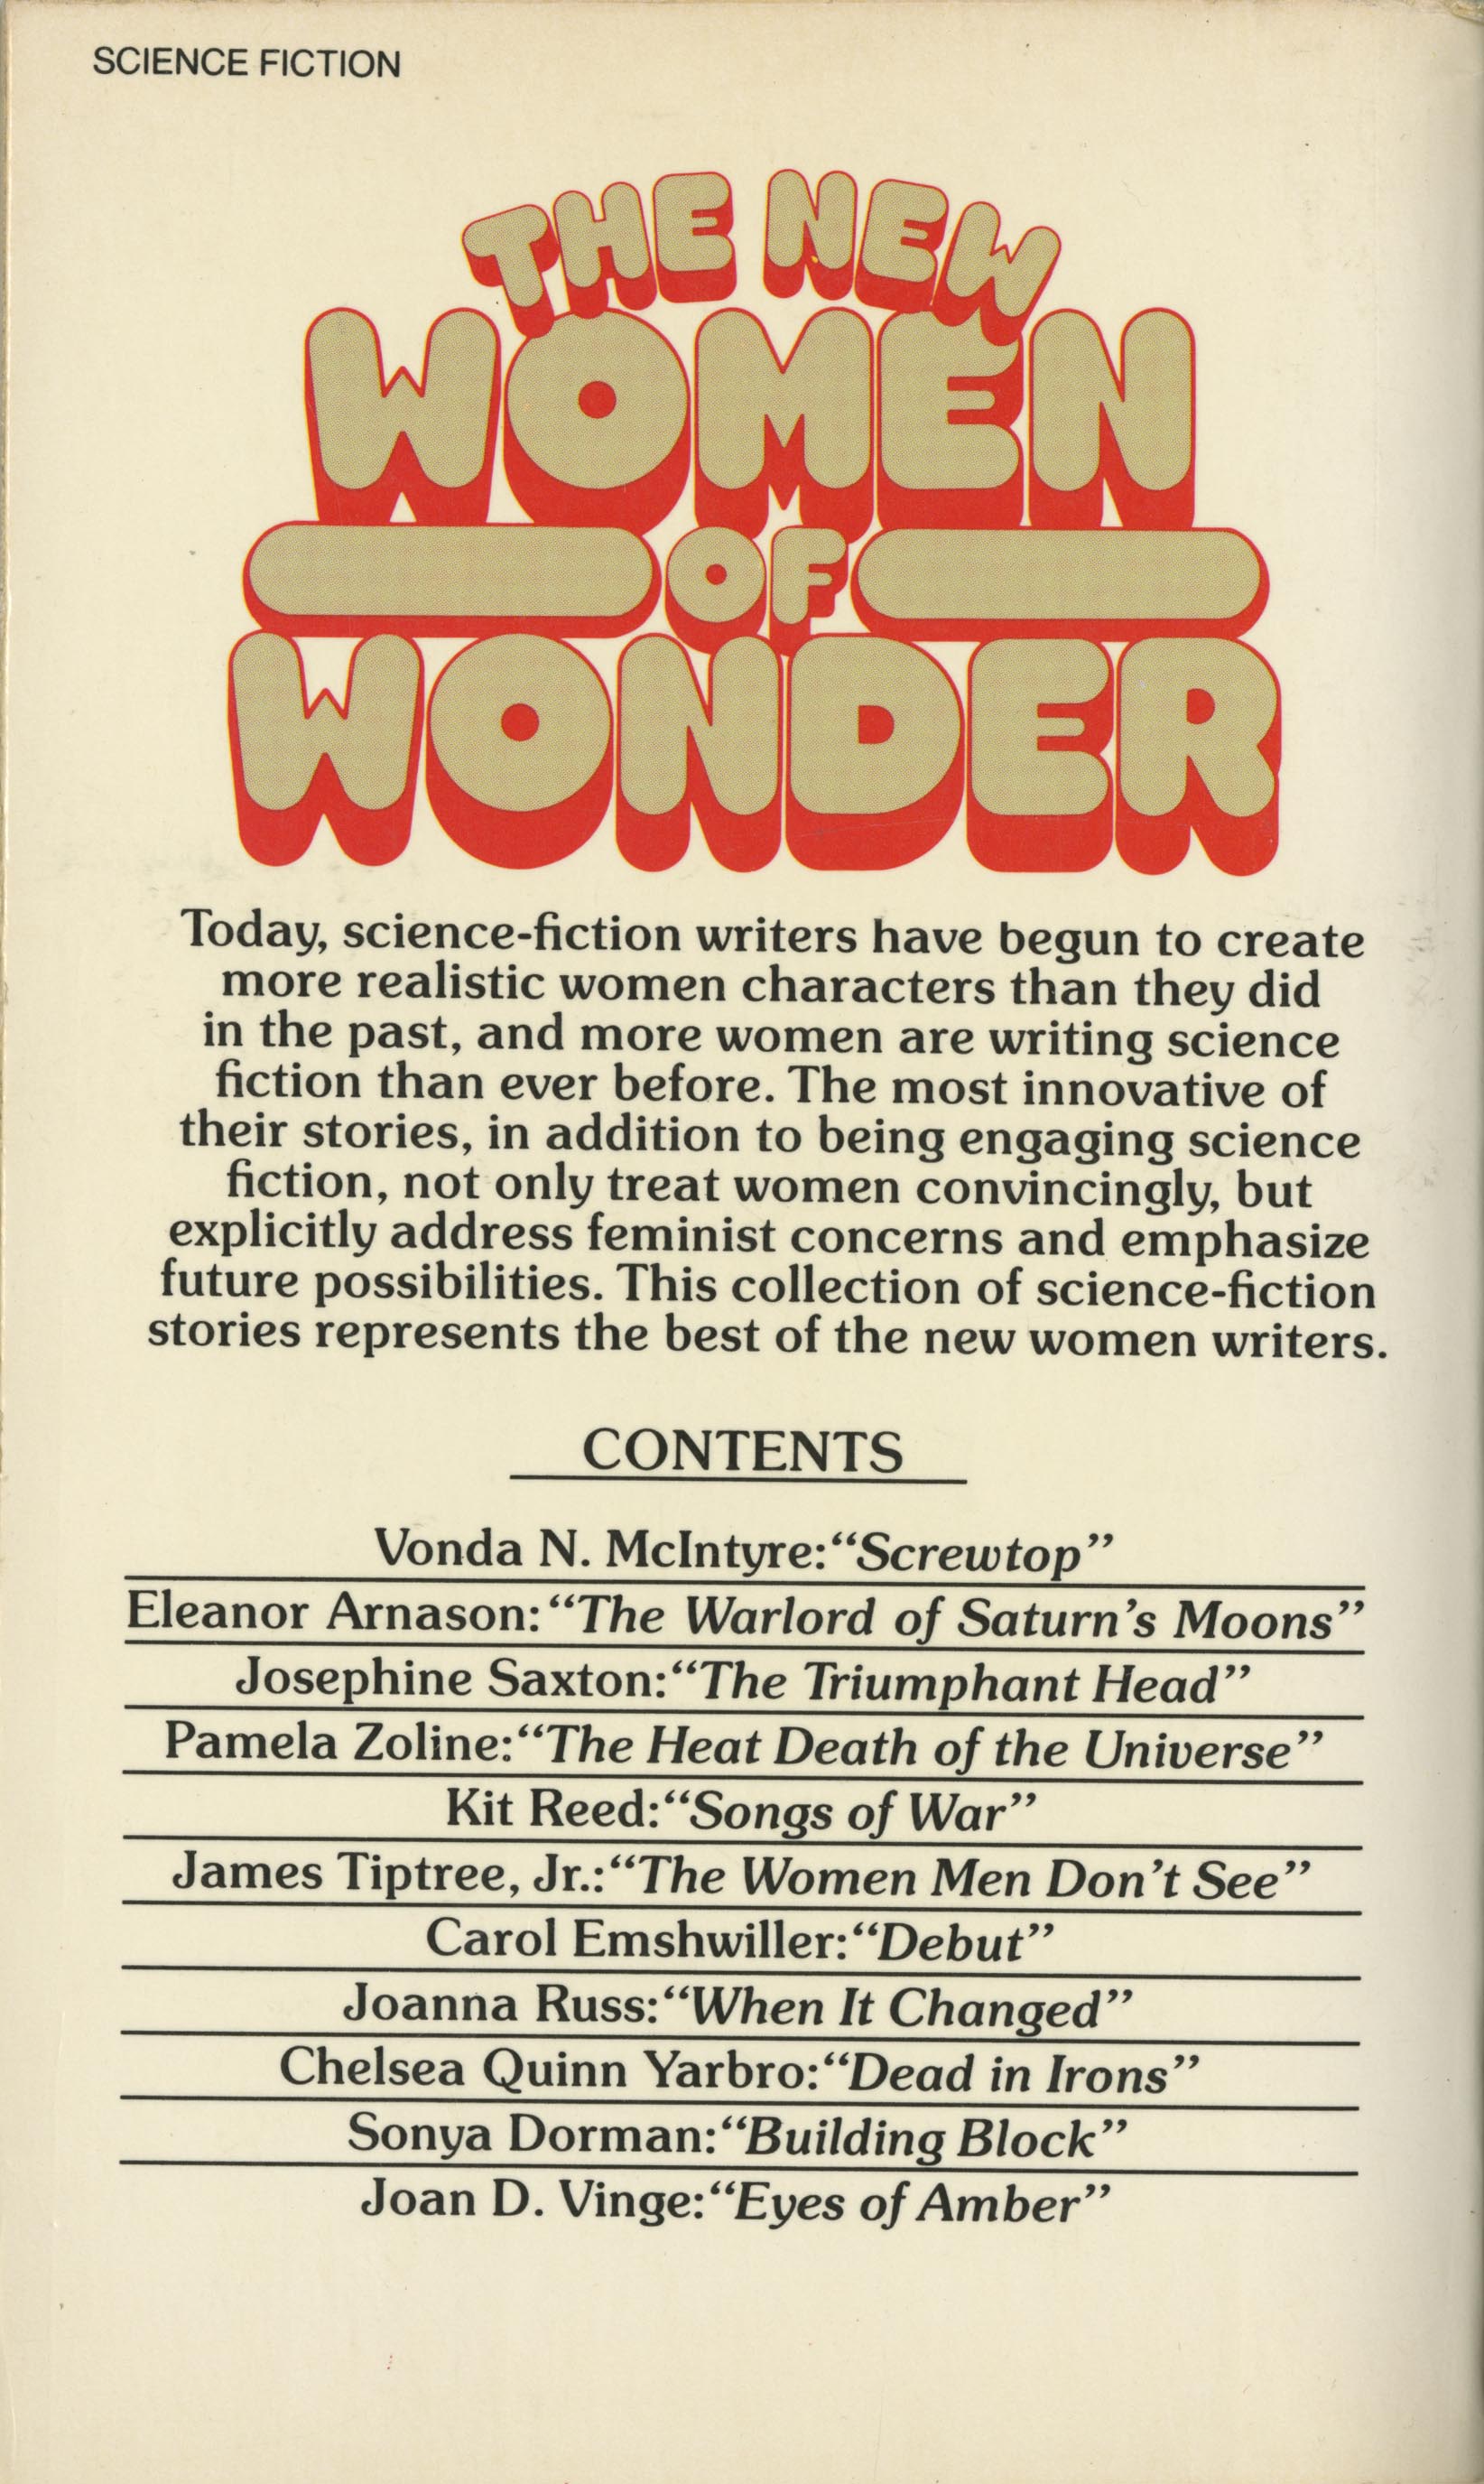 SCIENCE FICTION
THE NEW
WOMEN
OF
WONDER
Today, science-fiction writers have begun to create
more realistic women characters than they did
in the past, and more women are writing science
fiction than ever before. The most innovative of
their stories, in addition to being engaging science
fiction, not only treat women convincingly, but
explicitly address feminist concerns and emphasize
future possibilities. This collection of science-fiction
stories represents the best of the new women writers.
CONTENTS
Vonda N. McIntyre:“Screwtop”
Eleanor Arnason:“The Warlord of Saturn’s Moons”
Josephine Saxton:“The Triumphant Head”
Pamela Zoline:“The Heat Death of the Universe”
Kit Reed:“Songs of War”
James Tiptree, Jr.:“The Women Men Don’t See”
Carol Emshwiller:“Debut”
Joanna Russ:“When It Changed”
Chelsea Quinn Yarbro:“Dead in Irons”
Sonya Dorman:“Building Block”
Joan D. Vinge:“Eyes of Amber”